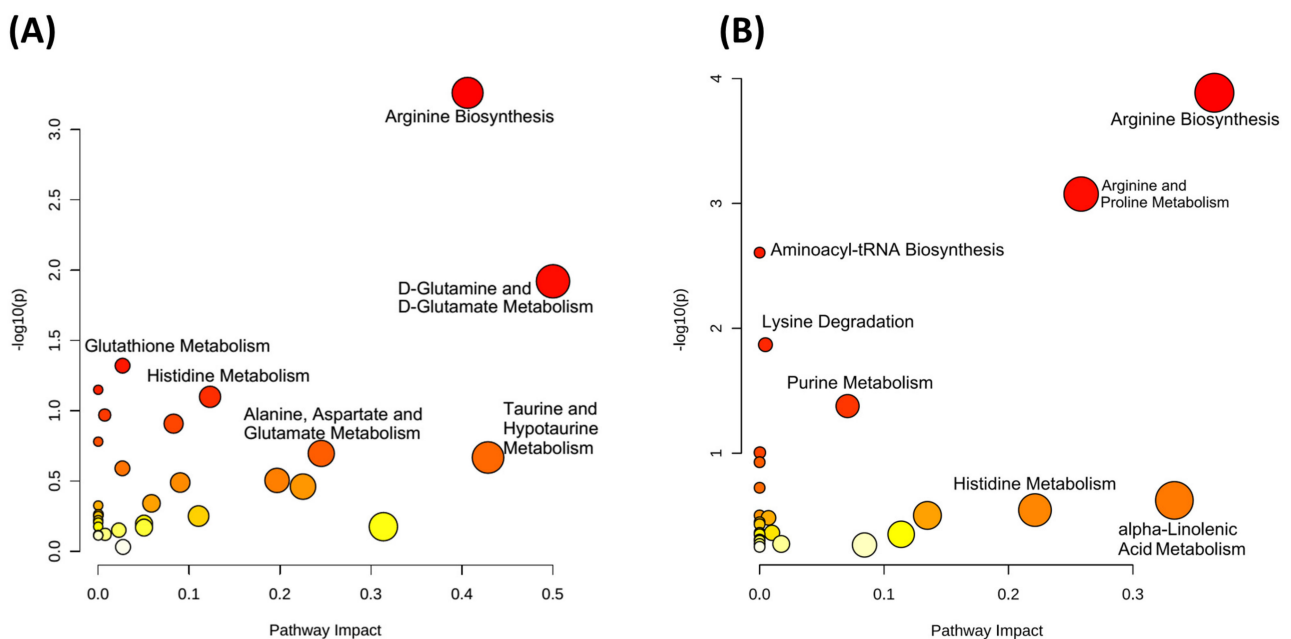 (A)
-log10(p)
3.0
2.5
2.0
1.5
1.0
0.5
0.0
Arginine Biosynthesis
D-Glutamine and
D-Glutamate Metabolism
Glutathione Metabolism
Histidine Metabolism
Alanine, Aspartate and
Glutamate Metabolism
Taurine and
Hypotaurine
Metabolism
0.0 0.1 0.2 0.3 0.4 0.5
Pathway Impact
(B)
-log10(p)
4
3
2
1
Arginine Biosynthesis
Arginine and
Proline Metabolism
Aminoacyl-tRNA Biosynthesis
Lysine Degradation
Purine Metabolism
Histidine Metabolism
alpha-Linolenic
Acid Metabolism
0.0 0.1 0.2 0.3
Pathway Impact